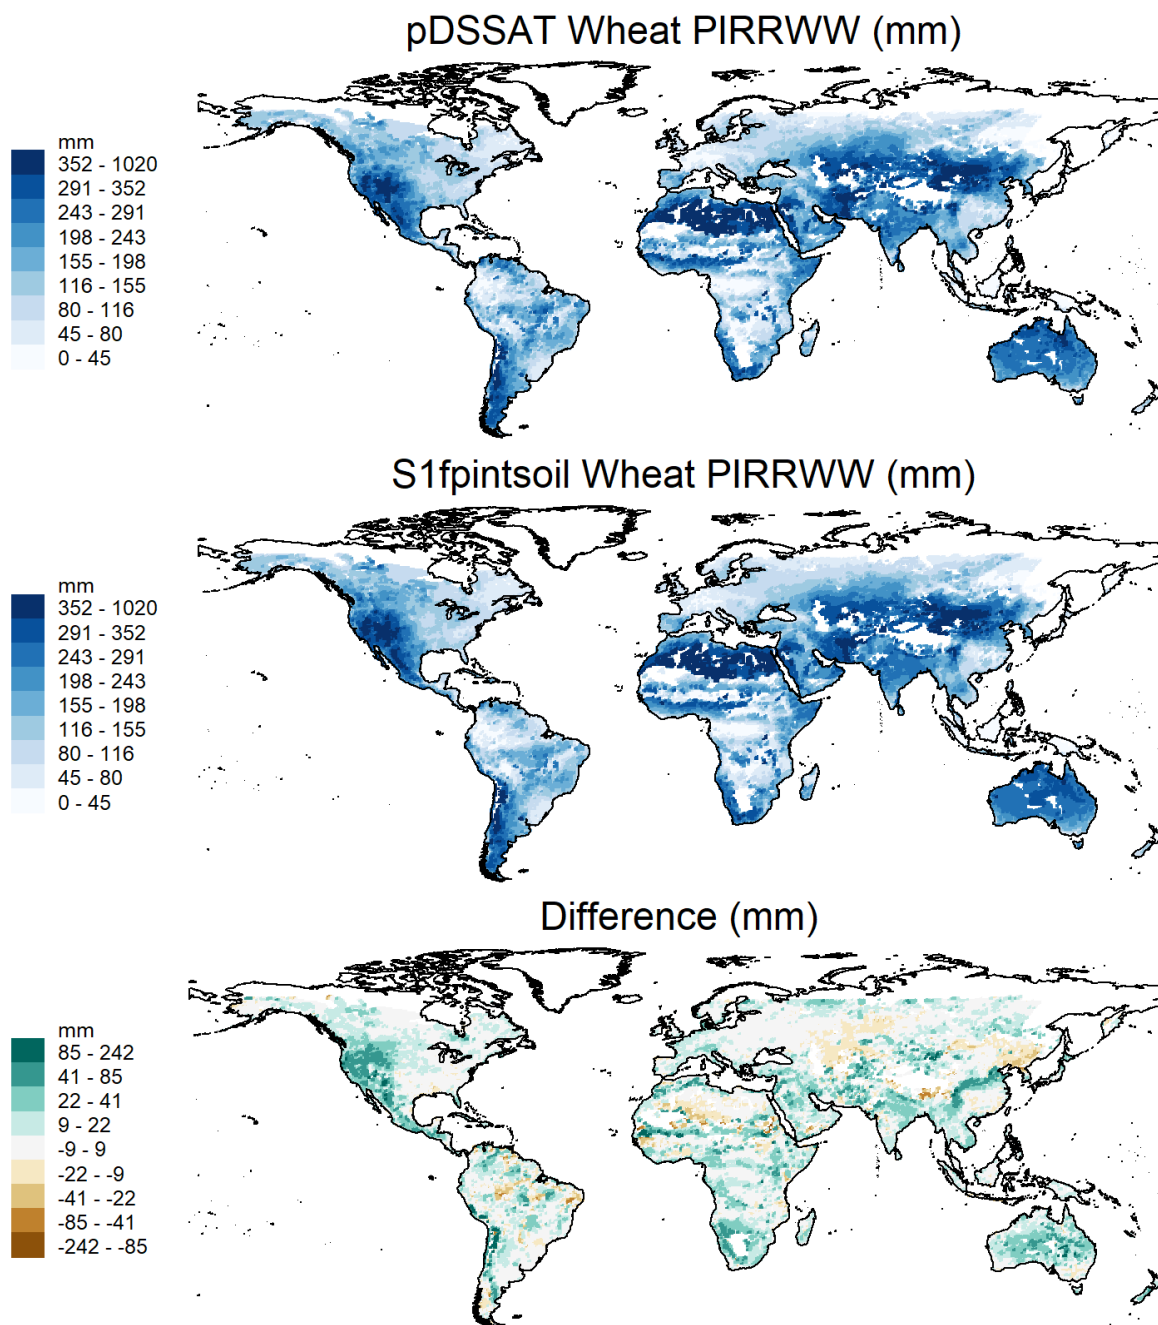 pDSSAT Wheat PIRRWW (mm)
mm
352 - 1020
291 - 352
243 - 291
198 - 243
155 - 198
116 - 155
80 - 116
45 - 80
0 - 45
S1fpintsoil Wheat PIRRWW (mm)
mm
352 - 1020
291 - 352
243 - 291
198 - 243
155 - 198
116 - 155
80 - 116
45 - 80
0 - 45
Difference (mm)
mm
85 - 242
41 - 85
22 - 41
9 - 22
-9 - 9
-22 - -9
-41 - -22
-85 - -41
-242 - -85